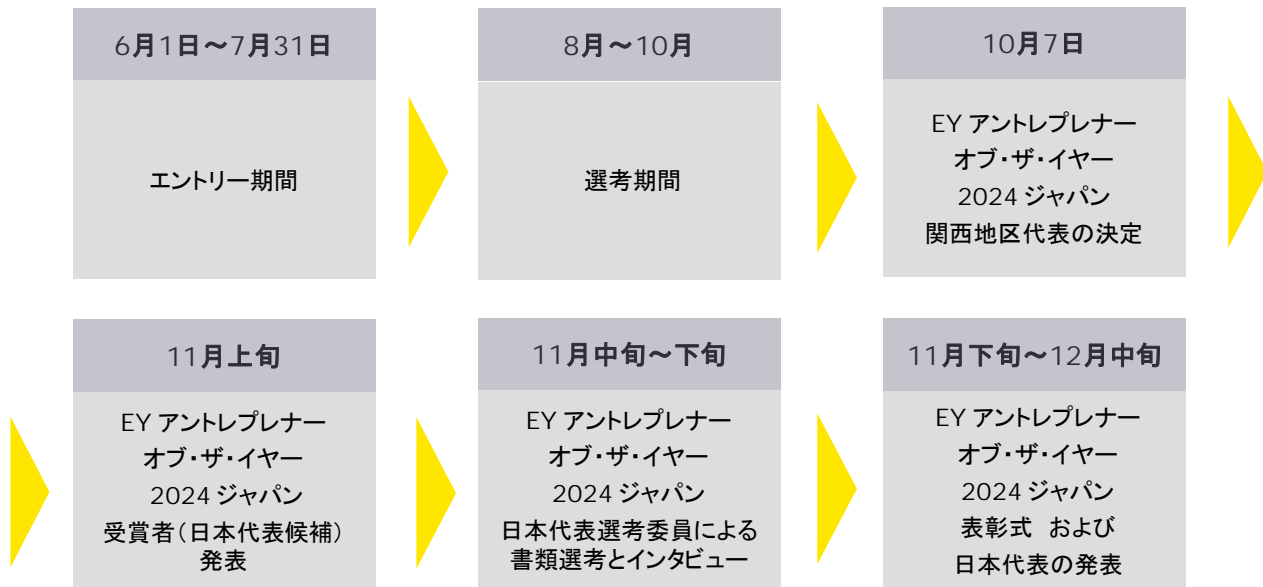 6月1日～7月31日
エントリー期間
8月～10月
選考期間
10月7日
EY アントレプレナー
オブ・ザ・イヤー
2024 ジャパン
関西地区代表の決定
11月上旬
EY アントレプレナー
オブ・ザ・イヤー
2024 ジャパン
受賞者（日本代表候補）
発表
11月中旬～下旬
EY アントレプレナー
オブ・ザ・イヤー
2024 ジャパン
日本代表選考委員による
書類選考とインタビュー
11月下旬～12月中旬
EY アントレプレナー
オブ・ザ・イヤー
2024 ジャパン
表彰式 および
日本代表の発表